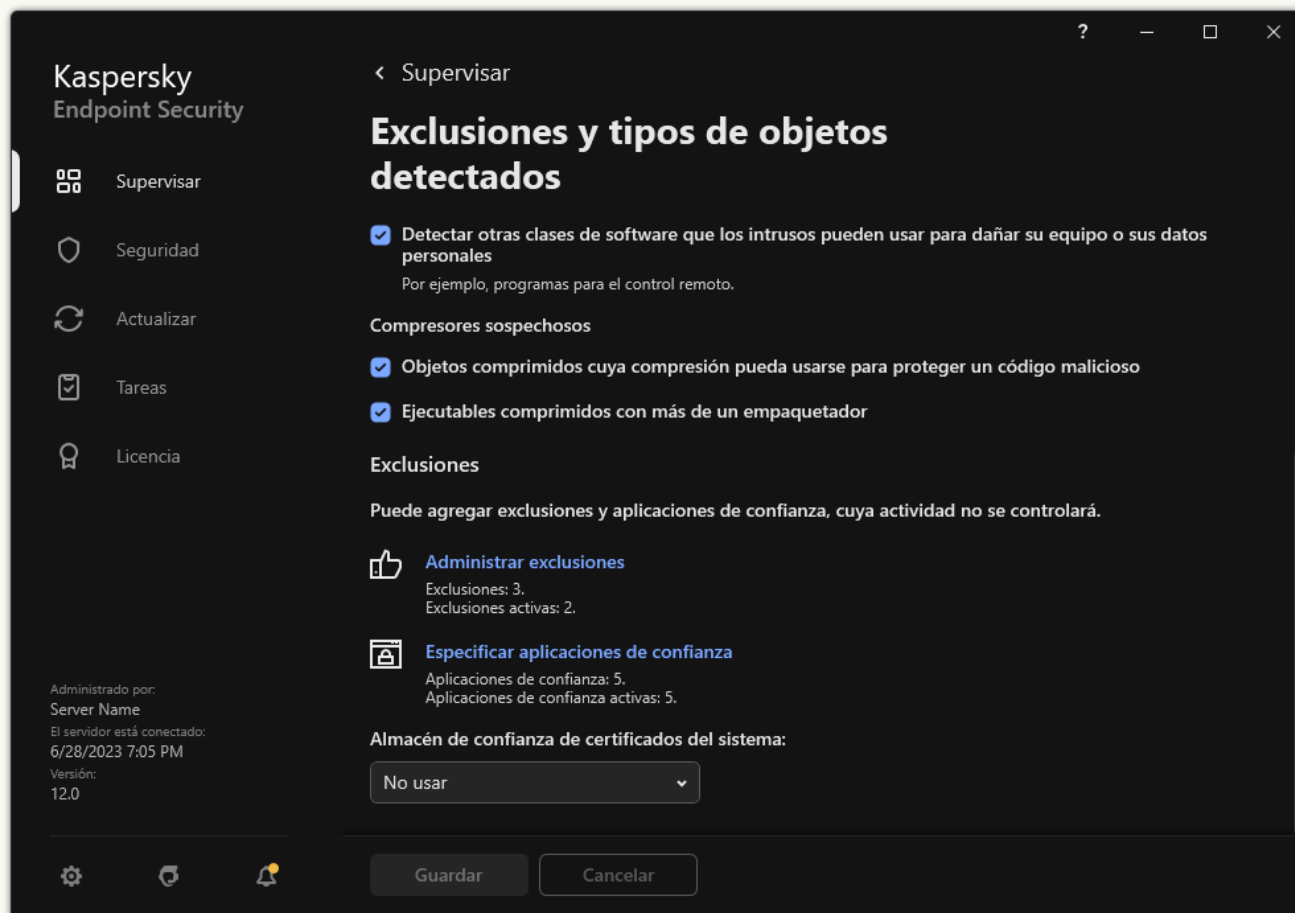 ?
Kaspersky
Endpoint Security
Supervisar
Seguridad
Actualizar
Tareas
Licencia
Administrado por:
Server Name
El servidor está conectado:
6/28/2023 7:05 PM
Versión:
12.0
Supervisar
Exclusiones y tipos de objetos
detectados
Detectar otras clases de software que los intrusos pueden usar para dañar su equipo o sus datos
personales
Por ejemplo, programas para el control remoto.
Compresores sospechosos
Objetos comprimidos cuya compresión pueda usarse para proteger un código malicioso
Ejecutables comprimidos con más de un empaquetador
Exclusiones
Puede agregar exclusiones y aplicaciones de confianza, cuya actividad no se controlará.
Administrar exclusiones
Exclusiones: 3.
Exclusiones activas: 2.
Especificar aplicaciones de confianza
Aplicaciones de confianza: 5.
Aplicaciones de confianza activas: 5.
Almacén de confianza de certificados del sistema:
No usar
Guardar
Cancelar